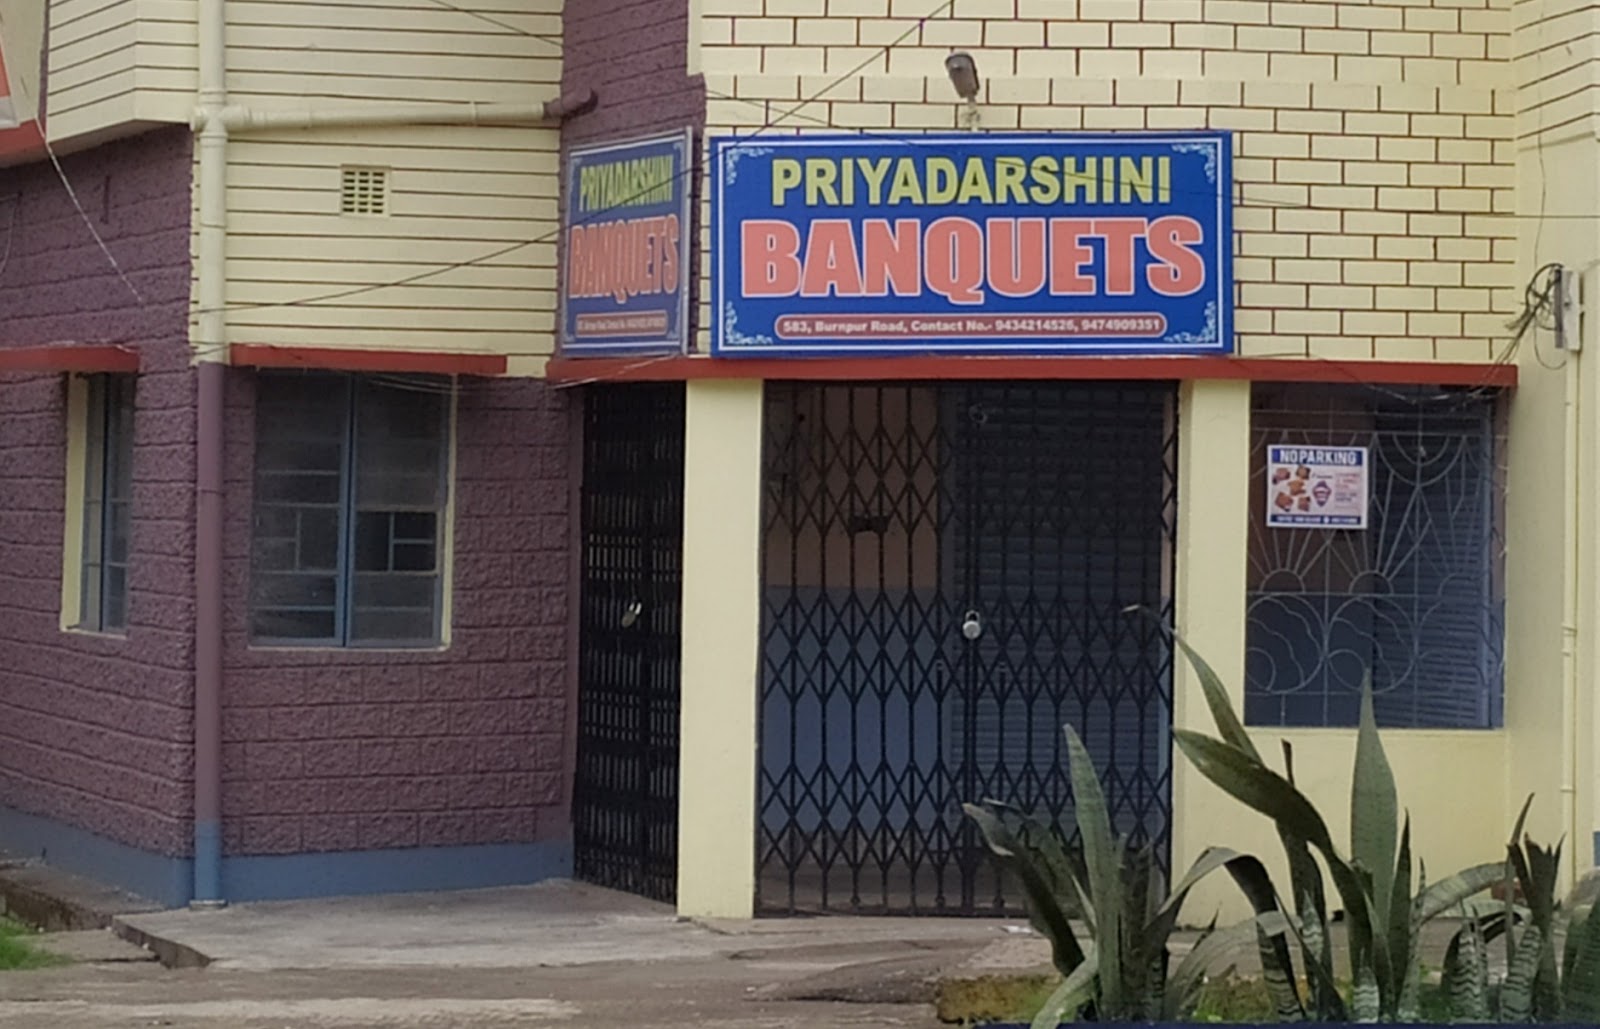 PRIYADARSHINI
BANQUETS
PRIYADARSHINI
BANQUETS
583, Burnpur Road, Contact No.- 9434214526, 9474909351
NO PARKING